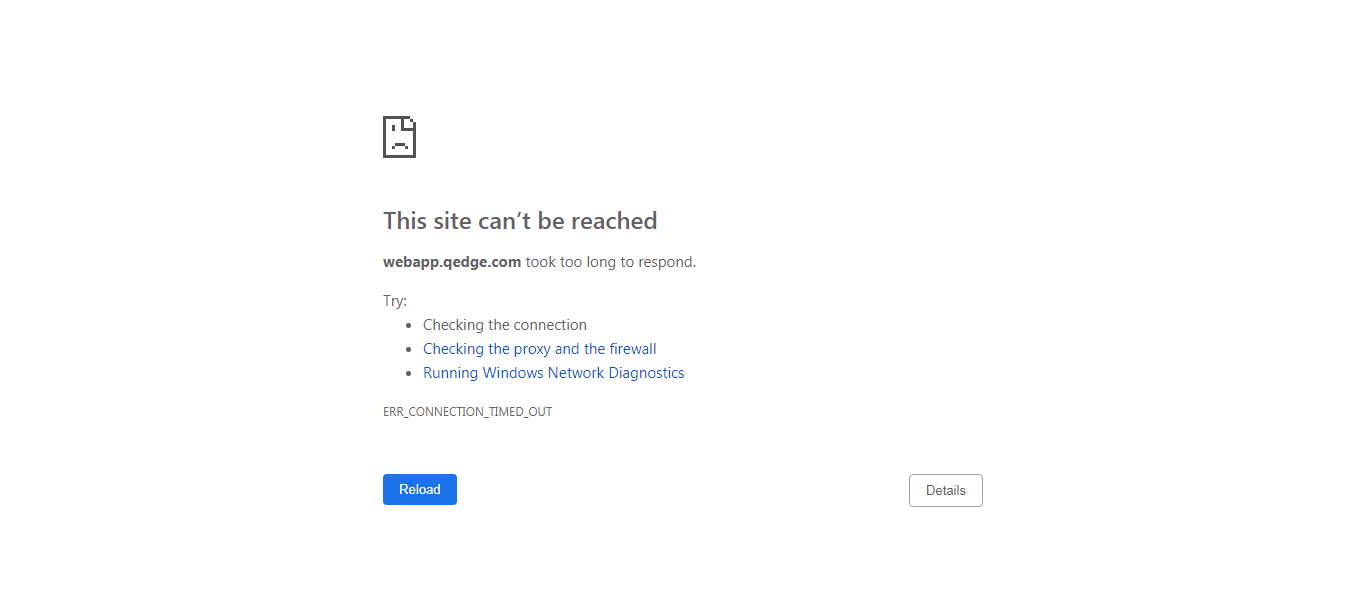 This site can’t be reached
webapp.qedge.com took too long to respond.
Try:
Checking the connection
Checking the proxy and the firewall
Running Windows Network Diagnostics
ERR_CONNECTION_TIMED_OUT
Reload
Details